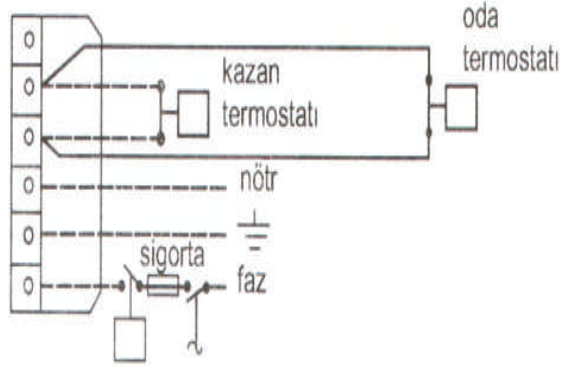 oda
termostatı
kazan
termostatı
nötr
sigorta
faz